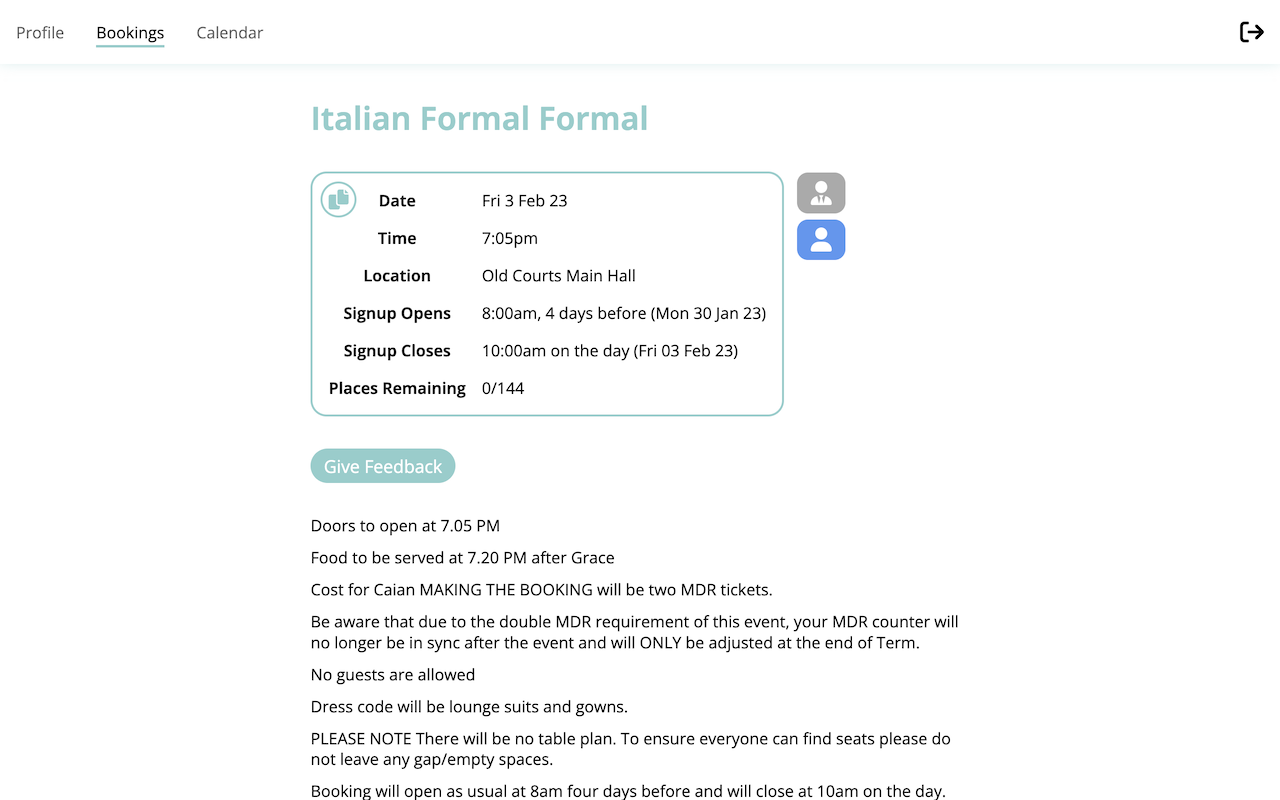 Profile Bookings Calendar
Italian Formal Formal
Date Fri 3 Feb 23
Time 7:05pm
Location Old Courts Main Hall
Signup Opens 8:00am, 4 days before (Mon 30 Jan 23)
Signup Closes 10:00am on the day (Fri 03 Feb 23)
Places Remaining 0/144
Give Feedback
Doors to open at 7.05 PM
Food to be served at 7.20 PM after Grace
Cost for Caian MAKING THE BOOKING will be two MDR tickets.
Be aware that due to the double MDR requirement of this event, your MDR counter will
no longer be in sync after the event and will ONLY be adjusted at the end of Term.
No guests are allowed
Dress code will be lounge suits and gowns.
PLEASE NOTE There will be no table plan. To ensure everyone can find seats please do
not leave any gap/empty spaces.
Booking will open as usual at 8am four days before and will close at 10am on the day.